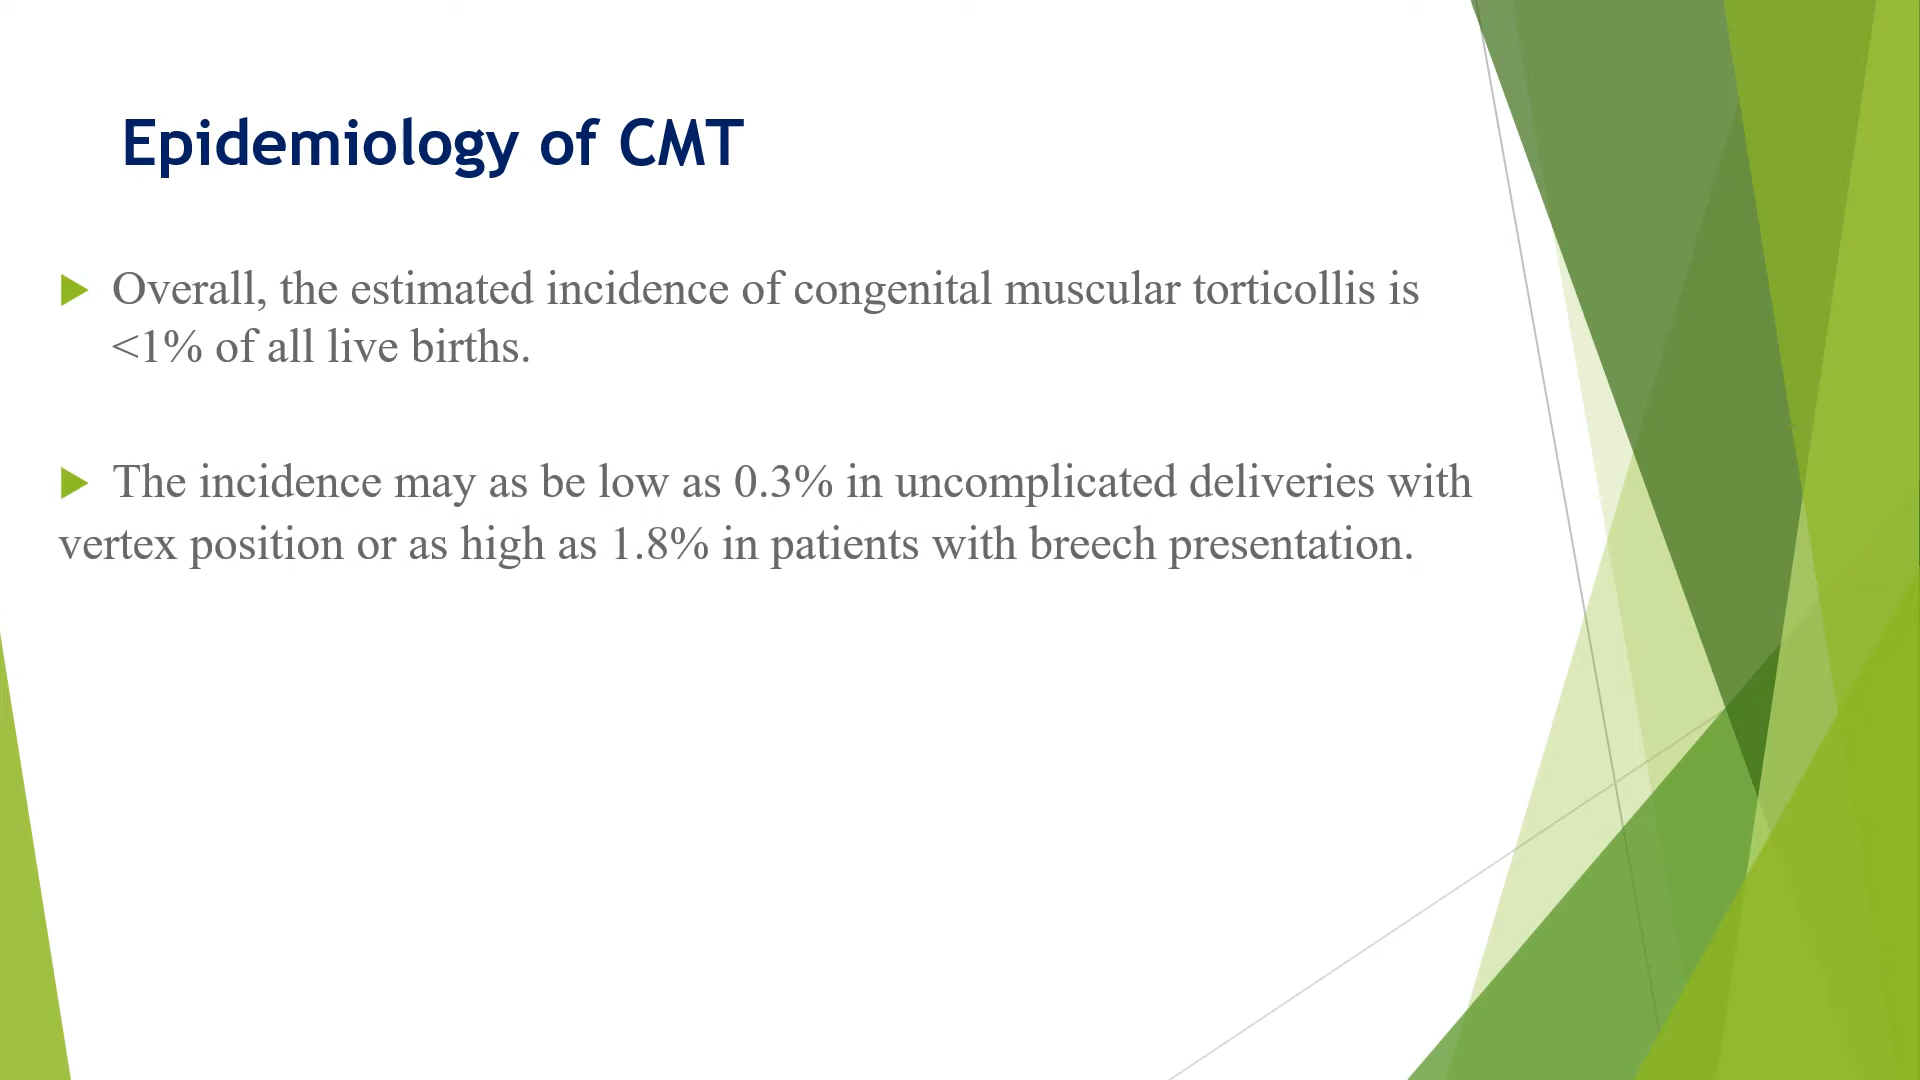 Epidemiology of CMT
Overall, the estimated incidence of congenital muscular torticollis is
<1% of all live births.
The incidence may as be low as 0.3% in uncomplicated deliveries with
vertex position or as high as 1.8% in patients with breech presentation.